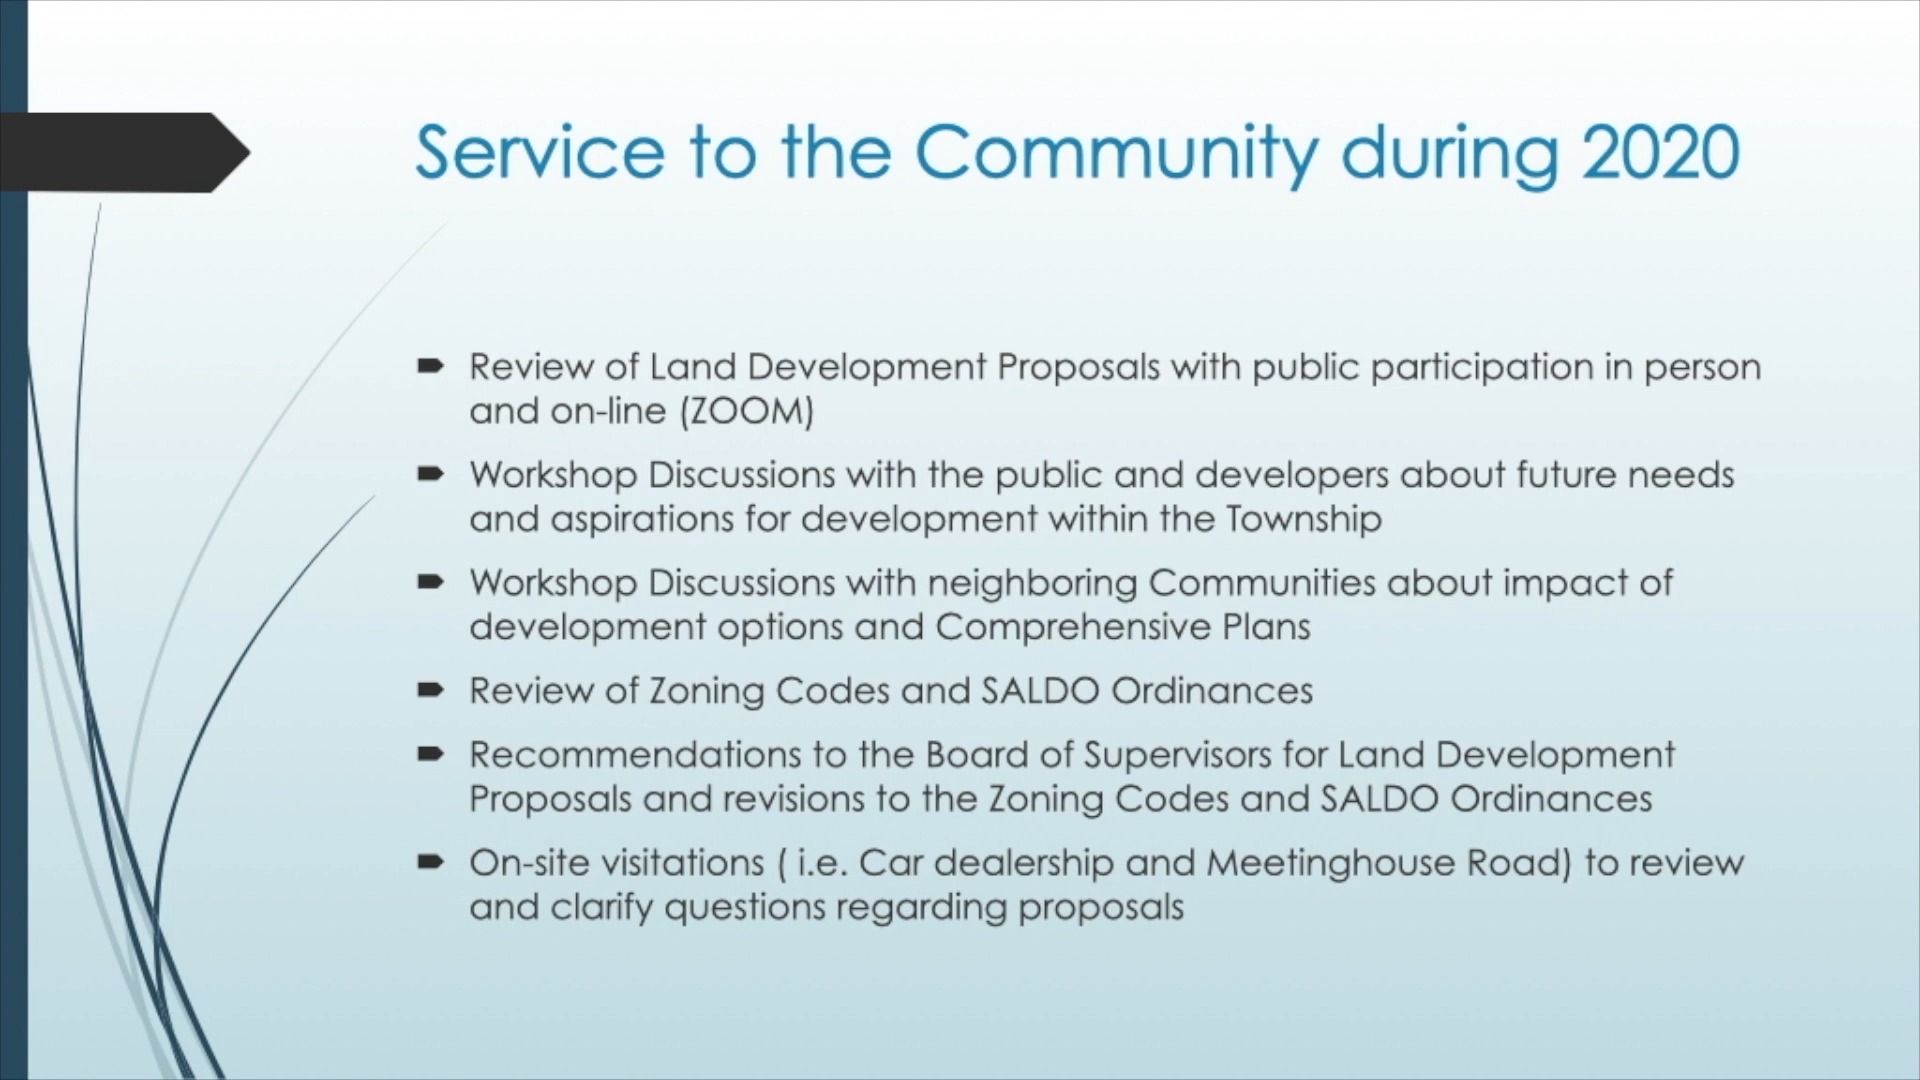 Service to the Community during 2020
Review of Land Development Proposals with public participation in person
and on-line (ZOOM)
Workshop Discussions with the public and developers about future needs
and aspirations for development within the Township
Workshop Discussions with neighboring Communities about impact of
development options and Comprehensive Plans
Review of Zoning Codes and SALDO Ordinances
Recommendations to the Board of Supervisors for Land Development
Proposals and revisions to the Zoning Codes and SALDO Ordinances
On-site visitations ( i.e. Car dealership and Meetinghouse Road) to review
and clarify questions regarding proposals